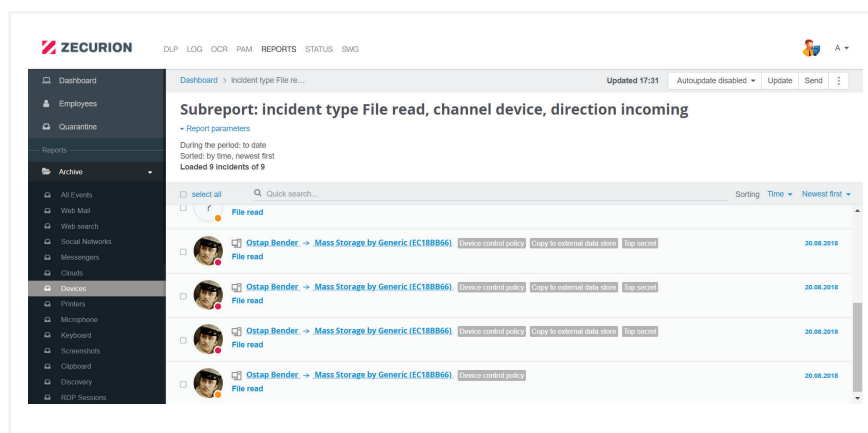 ZECURION
DLP LOG OCR PAM REPORTS STATUS SWG
A
Dashboard
Employees
Quarantine
Reports
Archive
All Events
Web Mail
Web search
Social Networks
Messengers
Clouds
Devices
Printers
Microphone
Keyboard
Screenshots
Clipboard
Discovery
RDP Sessions
Dashboard > incident type File re...
Updated 17:31 Autoupdate disabled Update Send
Subreport: incident type File read, channel device, direction incoming
Report parameters
During the period: to date
Sorted: by time, newest first
Loaded 9 incidents of 9
select all Quick search... Sorting Time Newest first
?
File read
Ostap Bender → Mass Storage by Generic (EC18BB66) Device control policy Copy to external data store Top secret 20.08.2018
File read
Ostap Bender → Mass Storage by Generic (EC18BB66) Device control policy Copy to external data store Top secret 20.08.2018
File read
Ostap Bender → Mass Storage by Generic (EC18BB66) Device control policy Copy to external data store Top secret 20.08.2018
File read
Ostap Bender → Mass Storage by Generic (EC18BB66) Device control policy 20.08.2018
File read